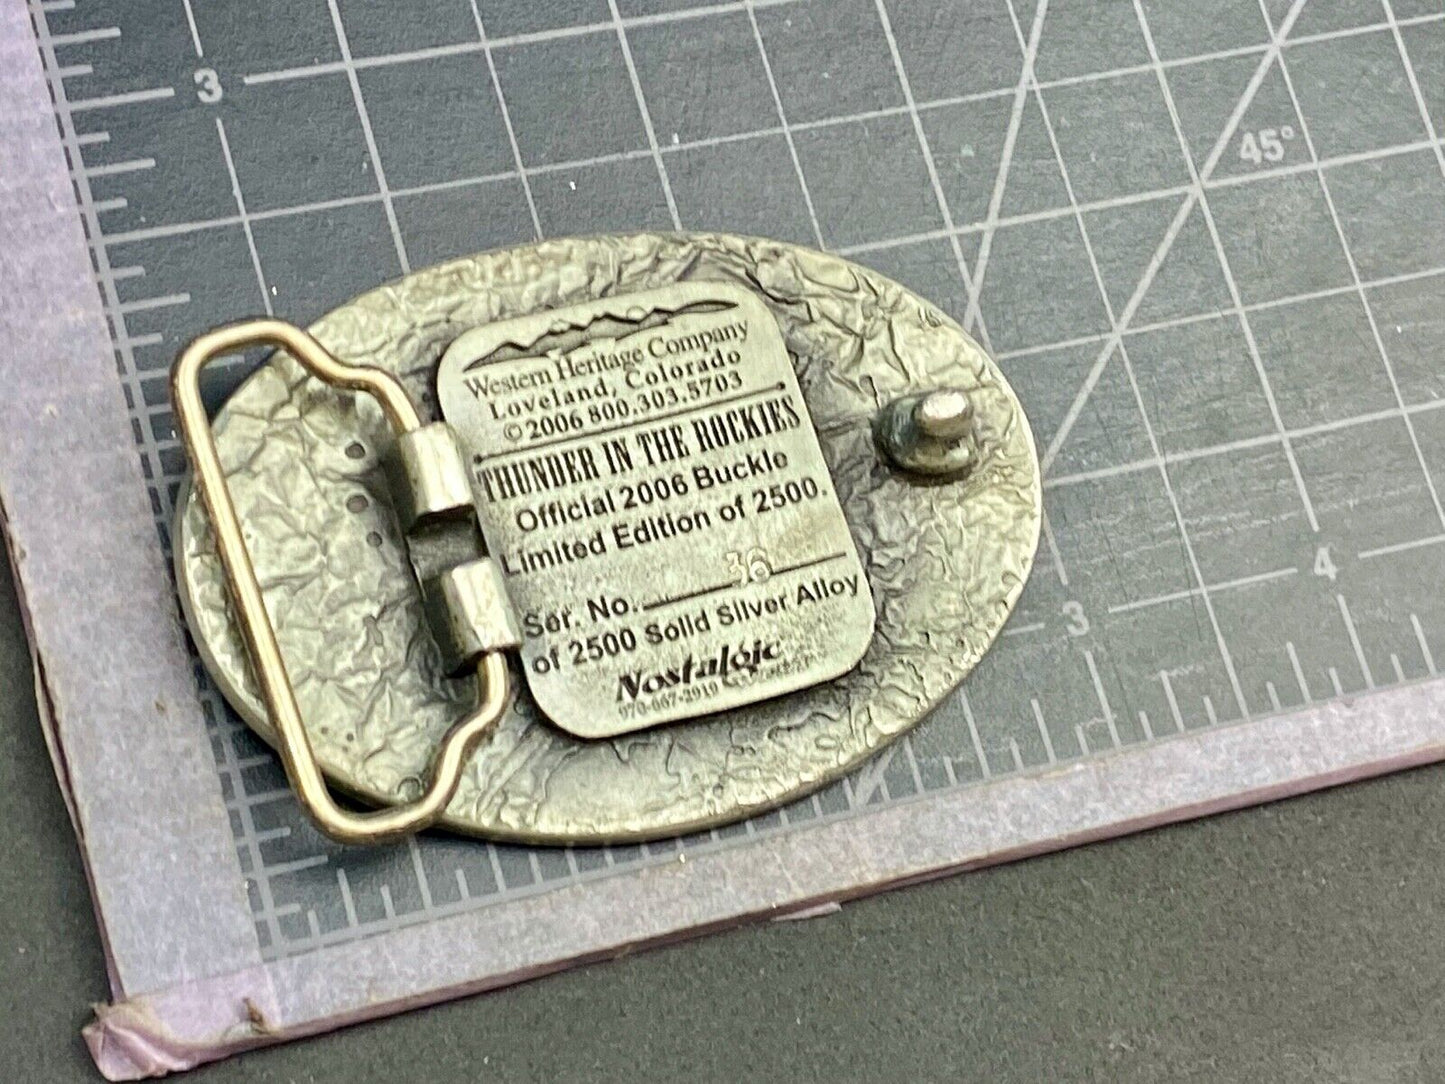 3
45°
Western Heritage Company
Loveland, Colorado
©2006 800.303.5703
THUNDER IN THE ROCKIES
Official 2006 Buckle
Limited Edition of 2500.
Ser. No. 36
of 2500 Solid Silver Alloy
Nostalgic
4
3